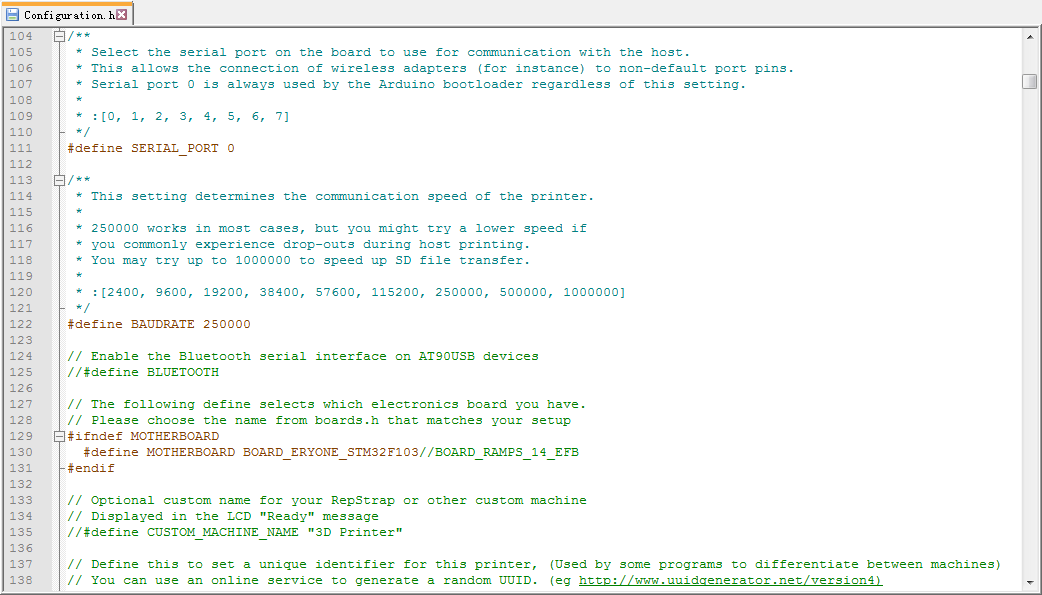 Configuration.h
104 /**
105  * Select the serial port on the board to use for communication with the host.
106  * This allows the connection of wireless adapters (for instance) to non-default port pins.
107  * Serial port 0 is always used by the Arduino bootloader regardless of this setting.
108  *
109  * :[0, 1, 2, 3, 4, 5, 6, 7]
110  */
111 #define SERIAL_PORT 0
112
113 /**
114  * This setting determines the communication speed of the printer.
115  *
116  * 250000 works in most cases, but you might try a lower speed if
117  * you commonly experience drop-outs during host printing.
118  * You may try up to 1000000 to speed up SD file transfer.
119  *
120  * :[2400, 9600, 19200, 38400, 57600, 115200, 250000, 500000, 1000000]
121  */
122 #define BAUDRATE 250000
123
124 // Enable the Bluetooth serial interface on AT90USB devices
125 //#define BLUETOOTH
126
127 // The following define selects which electronics board you have.
128 // Please choose the name from boards.h that matches your setup
129 #ifndef MOTHERBOARD
130   #define MOTHERBOARD BOARD_ERYONE_STM32F103//BOARD_RAMPS_14_EFB
131 #endif
132
133 // Optional custom name for your RepStrap or other custom machine
134 // Displayed in the LCD "Ready" message
135 //#define CUSTOM_MACHINE_NAME "3D Printer"
136
137 // Define this to set a unique identifier for this printer, (Used by some programs to differentiate between machines)
138 // You can use an online service to generate a random UUID. (eg http://www.uuidgenerator.net/version4)